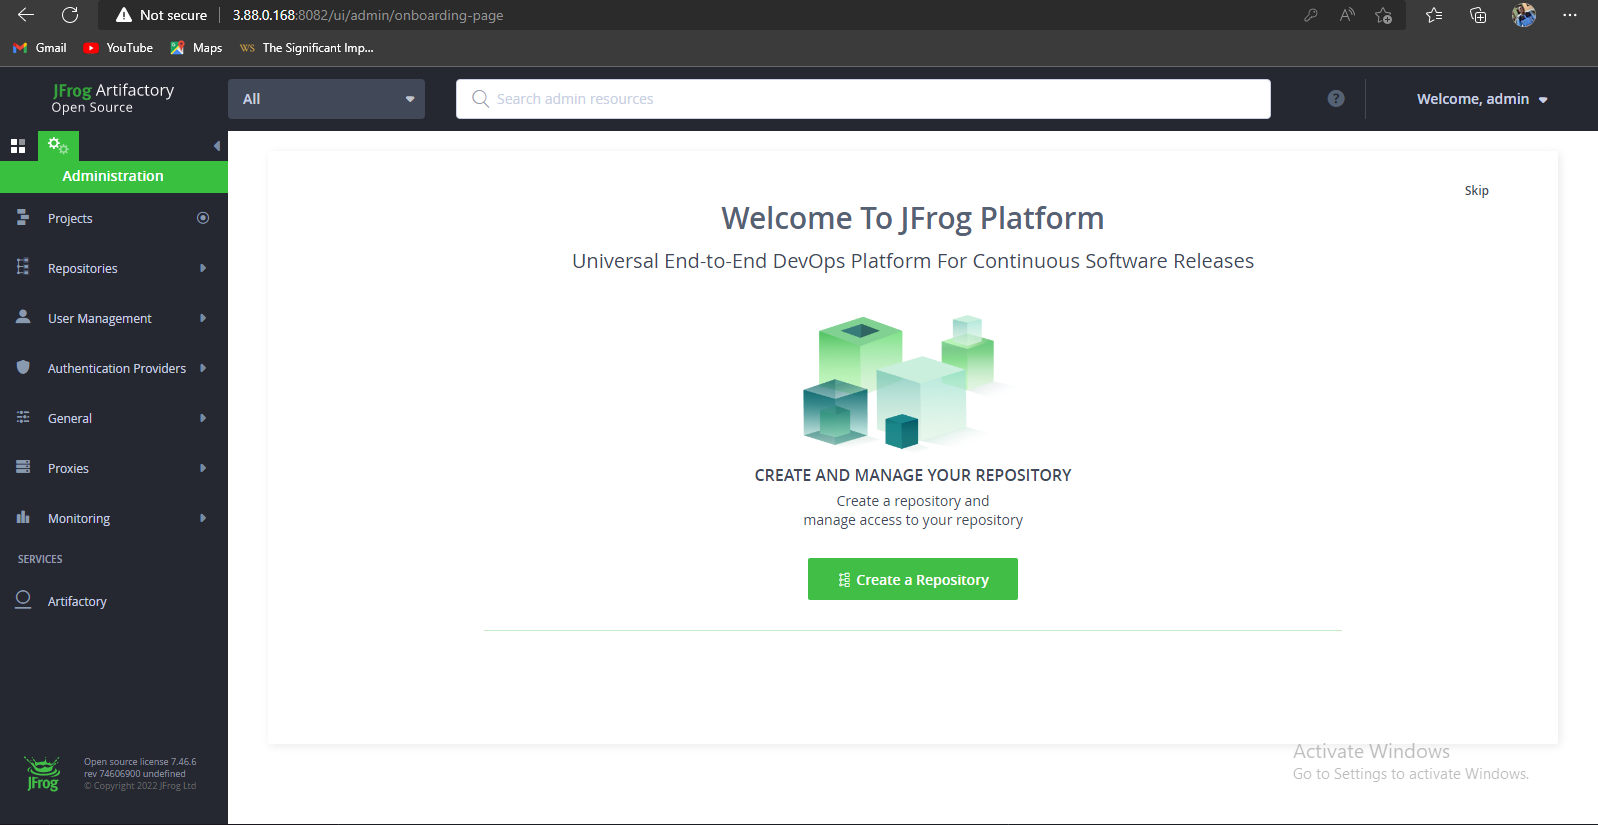 Not secure
3.88.0.168:8082/ui/admin/onboarding-page
Gmail
YouTube
Maps
WS The Significant Imp...
JFrog Artifactory
Open Source
All
Search admin resources
?
Welcome, admin
Administration
Projects
Repositories
User Management
Authentication Providers
General
Proxies
Monitoring
SERVICES
Artifactory
Skip
Welcome To JFrog Platform
Universal End-to-End DevOps Platform For Continuous Software Releases
CREATE AND MANAGE YOUR REPOSITORY
Create a repository and
manage access to your repository
Create a Repository
JFrog
Open source license 7.46.6
rev 74606900 undefined
© Copyright 2022 JFrog Ltd
Activate Windows
Go to Settings to activate Windows.